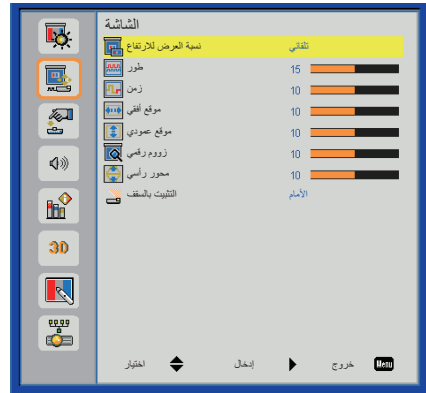 الشاشة
نسبة العرض للارتفاع تلقائي
طور 15
زمن 10
موقع أفقي 10
موقع عمودي 10
زووم رقمي 10
محور رأسي 10
التثبيت بالسقف الأمام
3D
اختيار إدخال خروج Menu